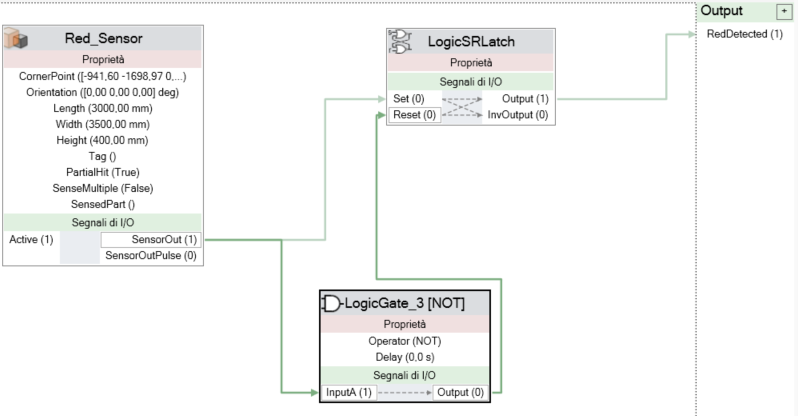 Red_Sensor
Proprietà
CornerPoint ([-941,60 -1698,97 0,...)
Orientation ([0,00 0,00 0,00] deg)
Length (3000,00 mm)
Width (3500,00 mm)
Height (400,00 mm)
Tag ()
PartialHit (True)
SenseMultiple (False)
SensedPart ()
Segnali di I/O
Active (1) SensorOut (1)
SensorOutPulse (0)
LogicSRLatch
Proprietà
Segnali di I/O
Set (0) Output (1)
Reset (0) InvOutput (0)
LogicGate_3 [NOT]
Proprietà
Operator (NOT)
Delay (0,0 s)
Segnali di I/O
InputA (1) Output (0)
Output +
RedDetected (1)